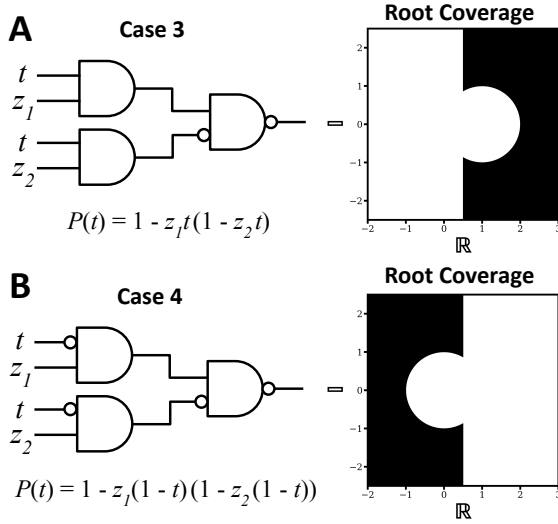 A
Case 3
t
z₁
t
z₂
P(t) = 1 - z₁t(1 - z₂t)
Root Coverage
2
1
0
−1
−2
−2 −1 0 1 2 3
ℝ
𝕀
B
Case 4
t
z₁
t
z₂
P(t) = 1 - z₁(1 - t)(1 - z₂(1 - t))
Root Coverage
2
1
0
−1
−2
−2 −1 0 1 2 3
ℝ
𝕀